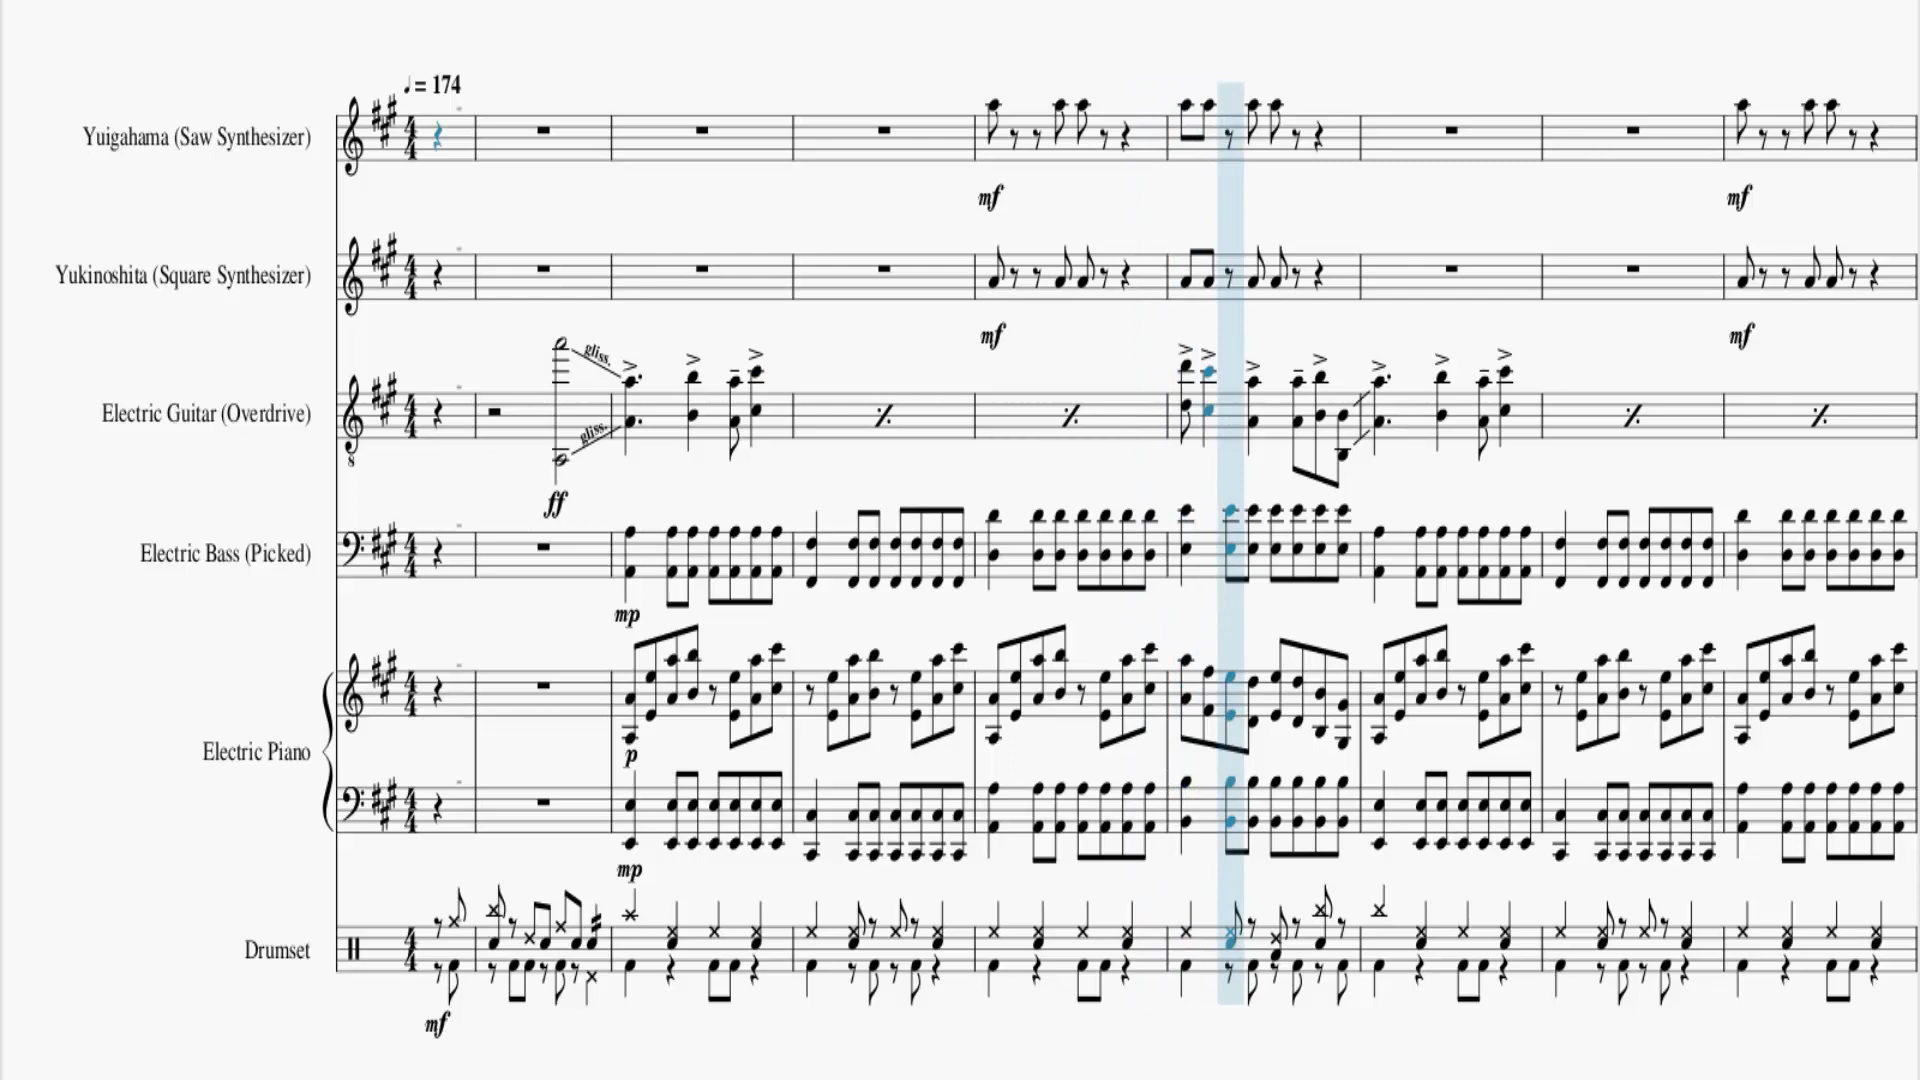 ♩ = 174
Yuigahama (Saw Synthesizer)
mf
mf
Yukinoshita (Square Synthesizer)
mf
mf
gliss.
Electric Guitar (Overdrive)
gliss.
8
ff
Electric Bass (Picked)
mp
Electric Piano
p
mp
Drumset
mf